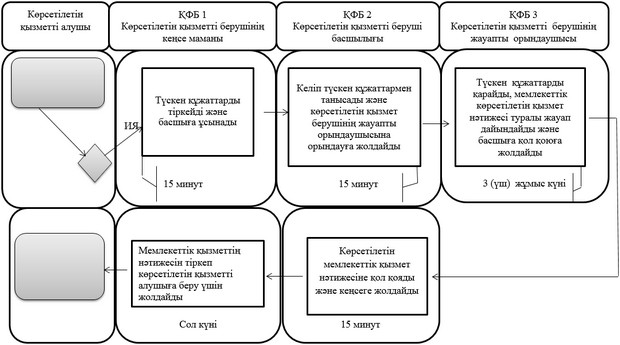 Көрсетілетін
қызметті алушы
ҚФБ 1
Көрсетілетін қызметті берушінің
кеңсе маманы
ҚФБ 2
Көрсетілетін қызметті беруші
басшылығы
ҚФБ 3
Көрсетілетін қызметті берушінің
жауапты орындаушысы
ИЯ
Түскен құжаттарды
тіркейді және
басшыға ұсынады
15 минут
Келіп түскен құжаттармен
танысады және
көрсетілетін қызмет
берушінің жауапты
орындаушысына
орындауға жолдайды
15 минут
Түскен құжаттарды
қарайды, мемлекеттік
көрсетілетін қызмет
нәтижесі туралы жауап
дайындайды және
басшыға қол қоюға
жолдайды
3 (үш) жұмыс күні
Мемлекеттік қызметтің
нәтижесін тіркеп
көрсетілетін қызметті
алушыға беру үшін
жолдайды
Сол күні
Көрсетілетін
мемлекеттік қызмет
нәтижесіне қол қояды
және кеңсеге жолдайды
15 минут